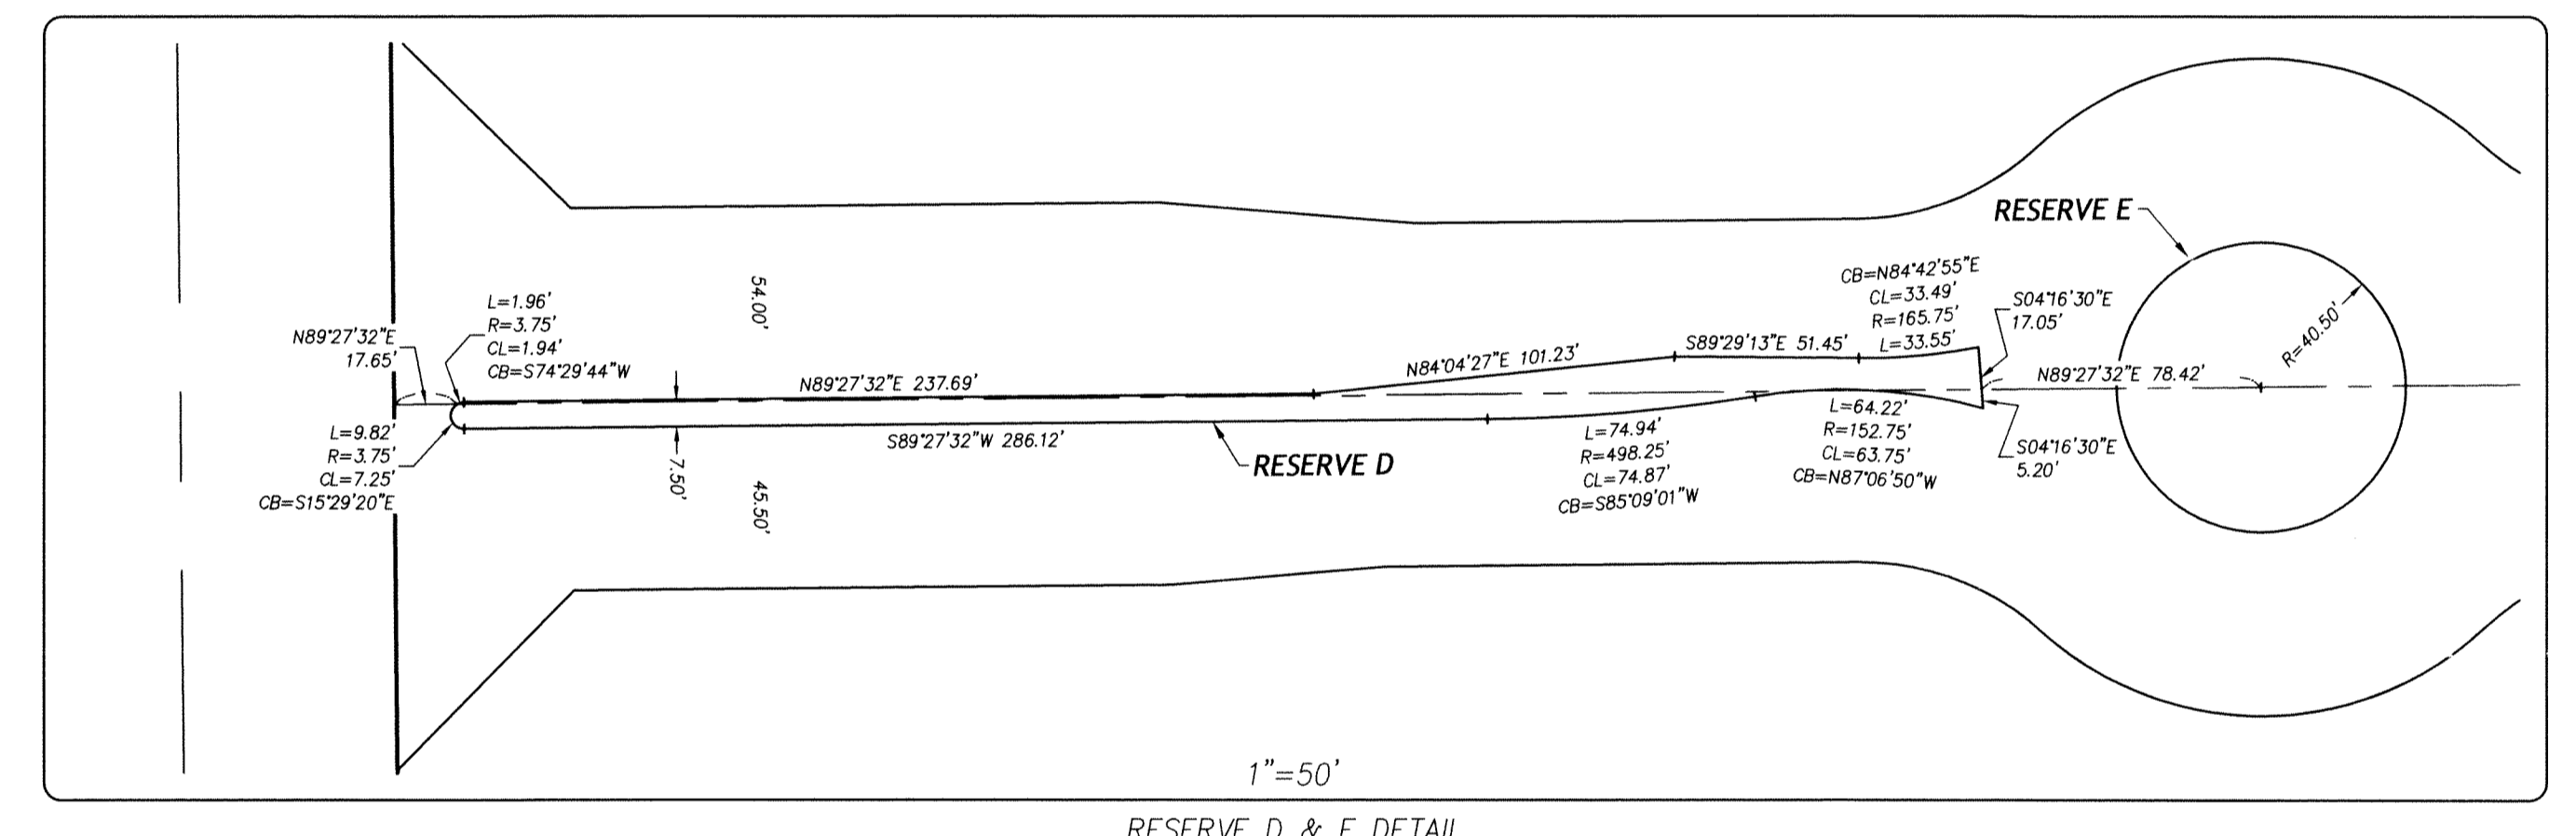 RESERVE E
CB=N84°42'55"E
CL=33.49'
R=165.75'
L=33.55'
S04°16'30"E
17.05'
R=40.50'
54.00'
L=1.96'
R=3.75'
CL=1.94'
CB=S74°29'44"W
N89°27'32"E
17.65'
N89°27'32"E 237.69'
N84°04'27"E 101.23'
S89°29'13"E 51.45'
N89°27'32"E 78.42'
L=9.82'
R=3.75'
CL=7.25'
CB=S15°29'20"E
7.50'
45.50'
S89°27'32"W 286.12'
RESERVE D
L=74.94'
R=498.25'
CL=74.87'
CB=S85°09'01"W
L=64.22'
R=152.75'
CL=63.75'
CB=N87°06'50"W
S04°16'30"E
5.20'
1"=50'
RESERVE D & E DETAIL